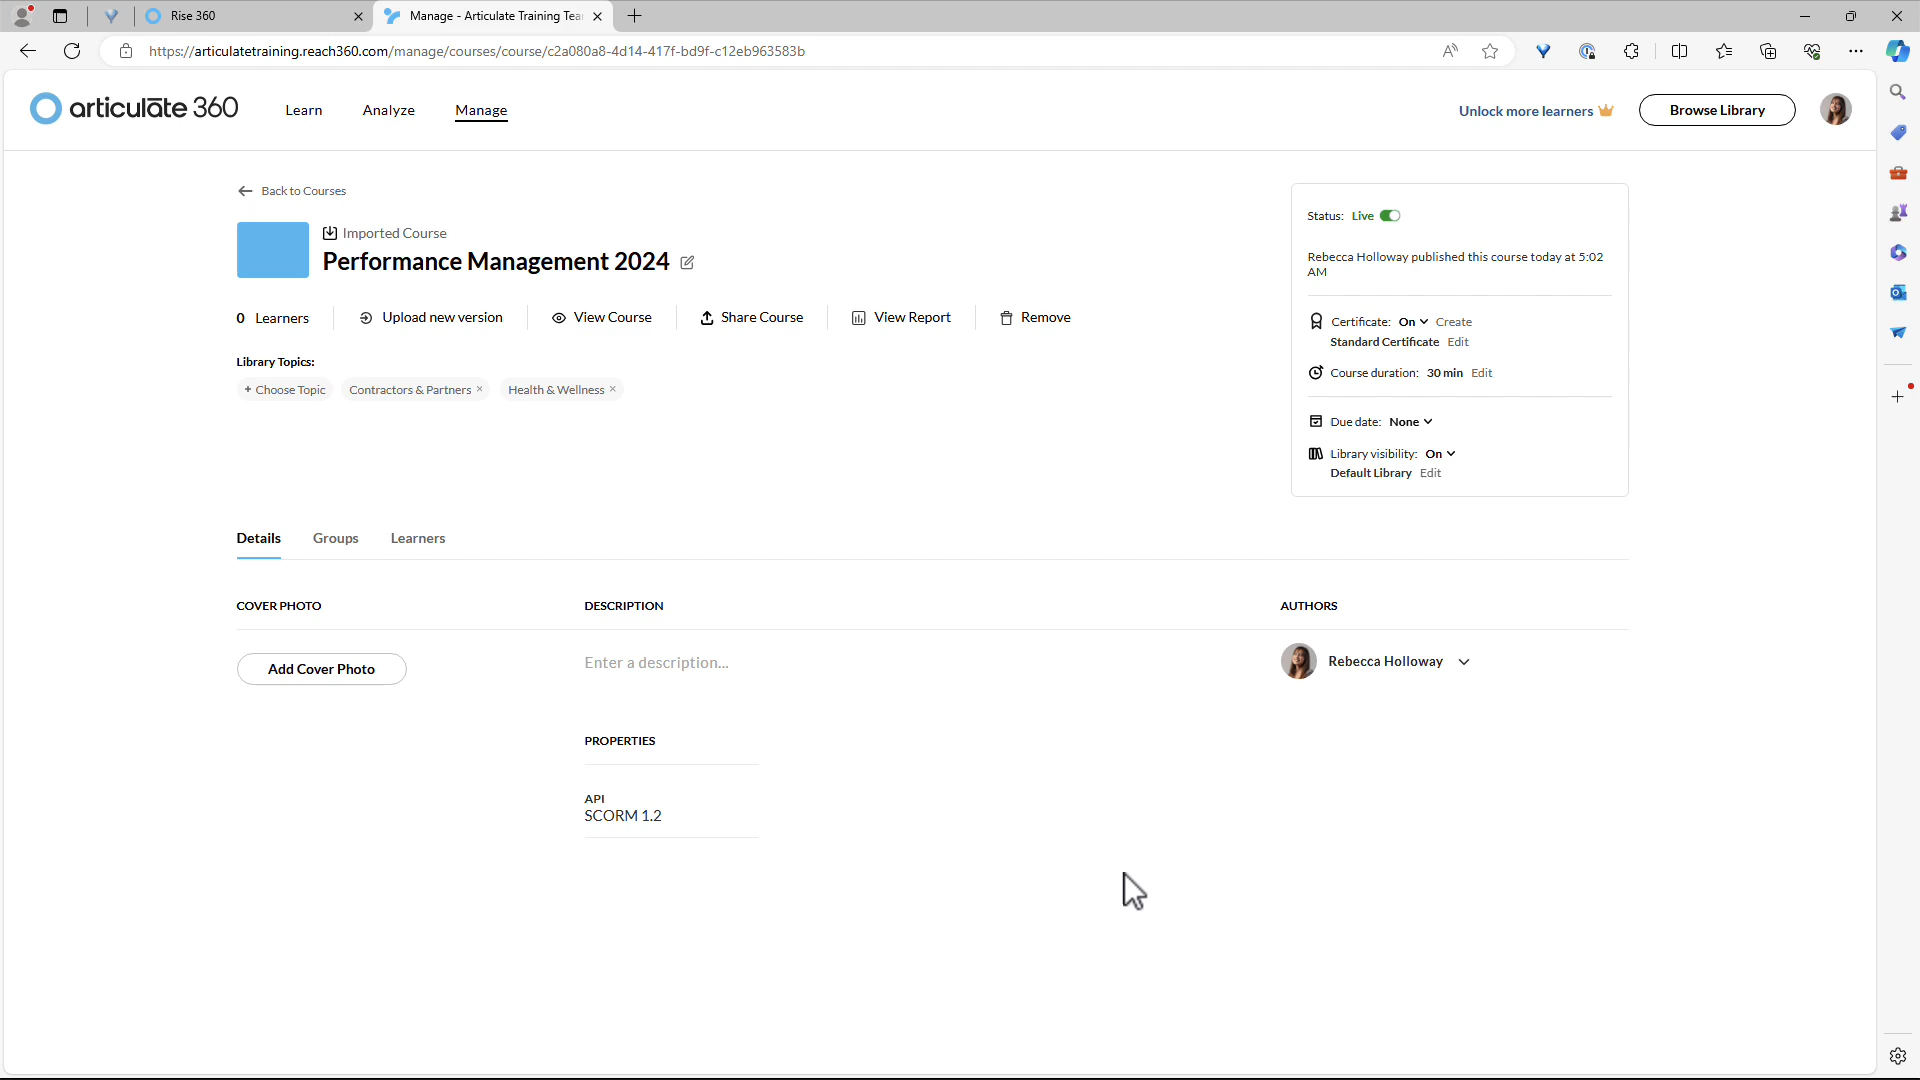 Rise 360
Manage - Articulate Training Tea
https://articulatetraining.reach360.com/manage/courses/course/c2a080a8-4d14-417f-bd9f-c12eb963583b
articulate 360
Learn
Analyze
Manage
Unlock more learners
Browse Library
Back to Courses
Imported Course
Performance Management 2024
0 Learners
Upload new version
View Course
Share Course
View Report
Remove
Library Topics:
+ Choose Topic
Contractors & Partners ×
Health & Wellness ×
Status: Live
Rebecca Holloway published this course today at 5:02
AM
Certificate: On Create
Standard Certificate Edit
Course duration: 30 min Edit
Due date: None
Library visibility: On
Default Library Edit
Details
Groups
Learners
COVER PHOTO
DESCRIPTION
AUTHORS
Add Cover Photo
Enter a description...
Rebecca Holloway
PROPERTIES
API
SCORM 1.2